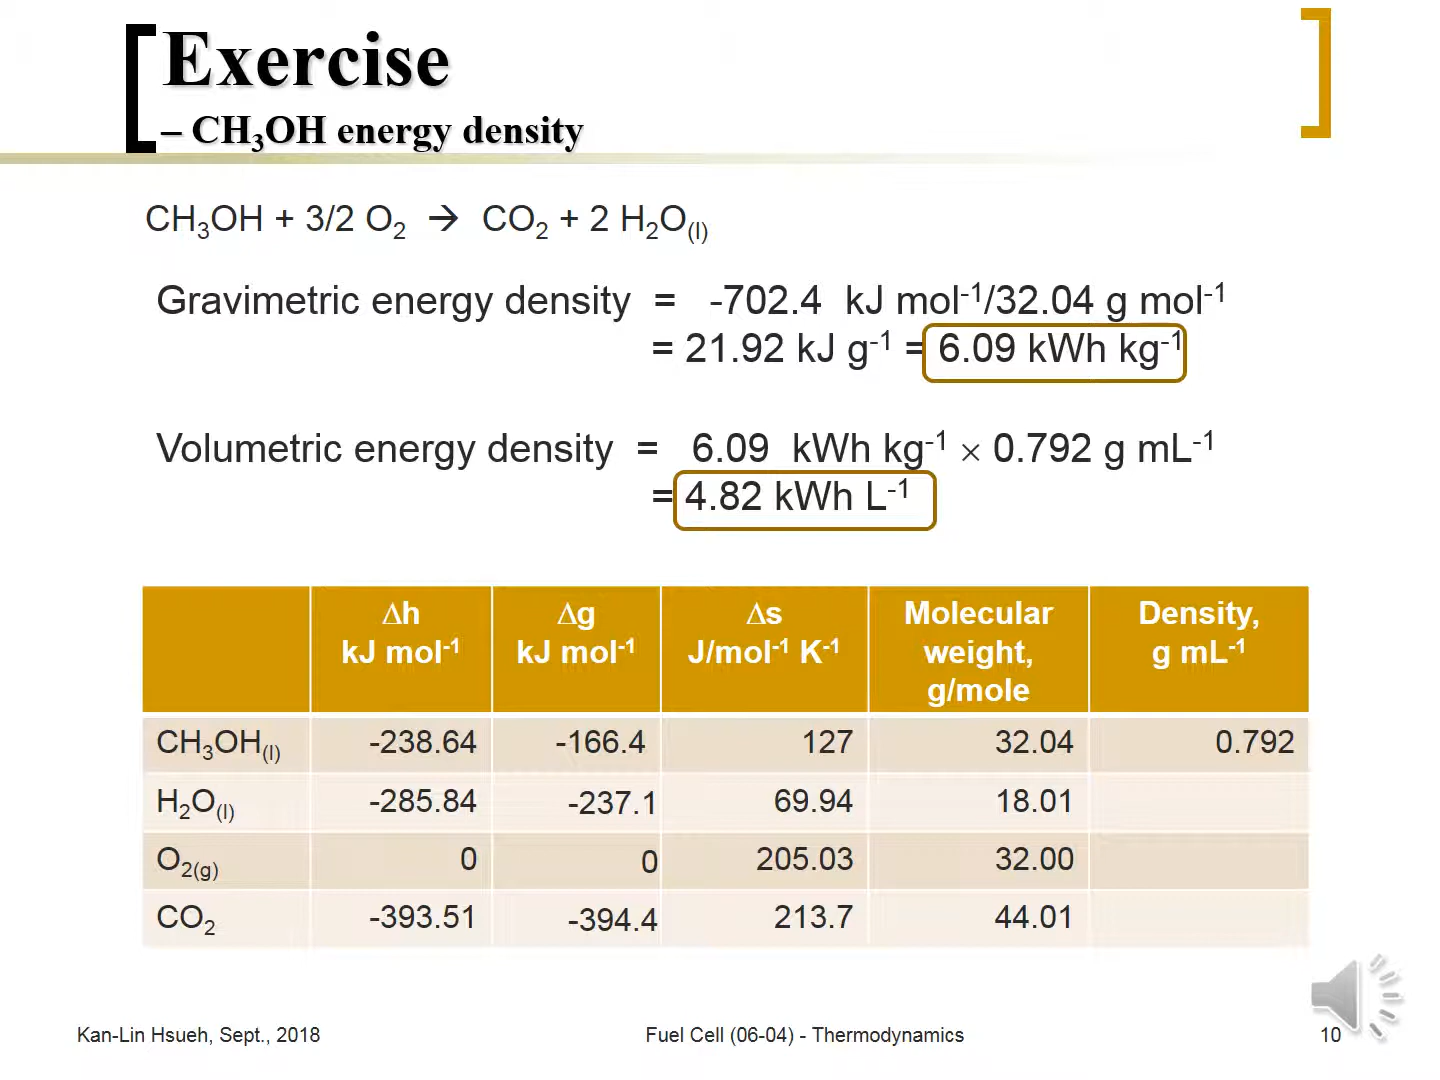 Exercise
– CH₃OH energy density
CH₃OH + 3/2 O₂ → CO₂ + 2 H₂O₍ₗ₎
Gravimetric energy density = -702.4 kJ mol⁻¹/32.04 g mol⁻¹
= 21.92 kJ g⁻¹ = 6.09 kWh kg⁻¹
Volumetric energy density = 6.09 kWh kg⁻¹ × 0.792 g mL⁻¹
= 4.82 kWh L⁻¹
Δh kJ mol⁻¹ Δg kJ mol⁻¹ Δs J/mol⁻¹ K⁻¹ Molecular weight, g/mole Density, g mL⁻¹
CH₃OH₍ₗ₎ -238.64 -166.4 127 32.04 0.792
H₂O₍ₗ₎ -285.84 -237.1 69.94 18.01
O₂(g) 0 0 205.03 32.00
CO₂ -393.51 -394.4 213.7 44.01
Kan-Lin Hsueh, Sept., 2018 Fuel Cell (06-04) - Thermodynamics 10